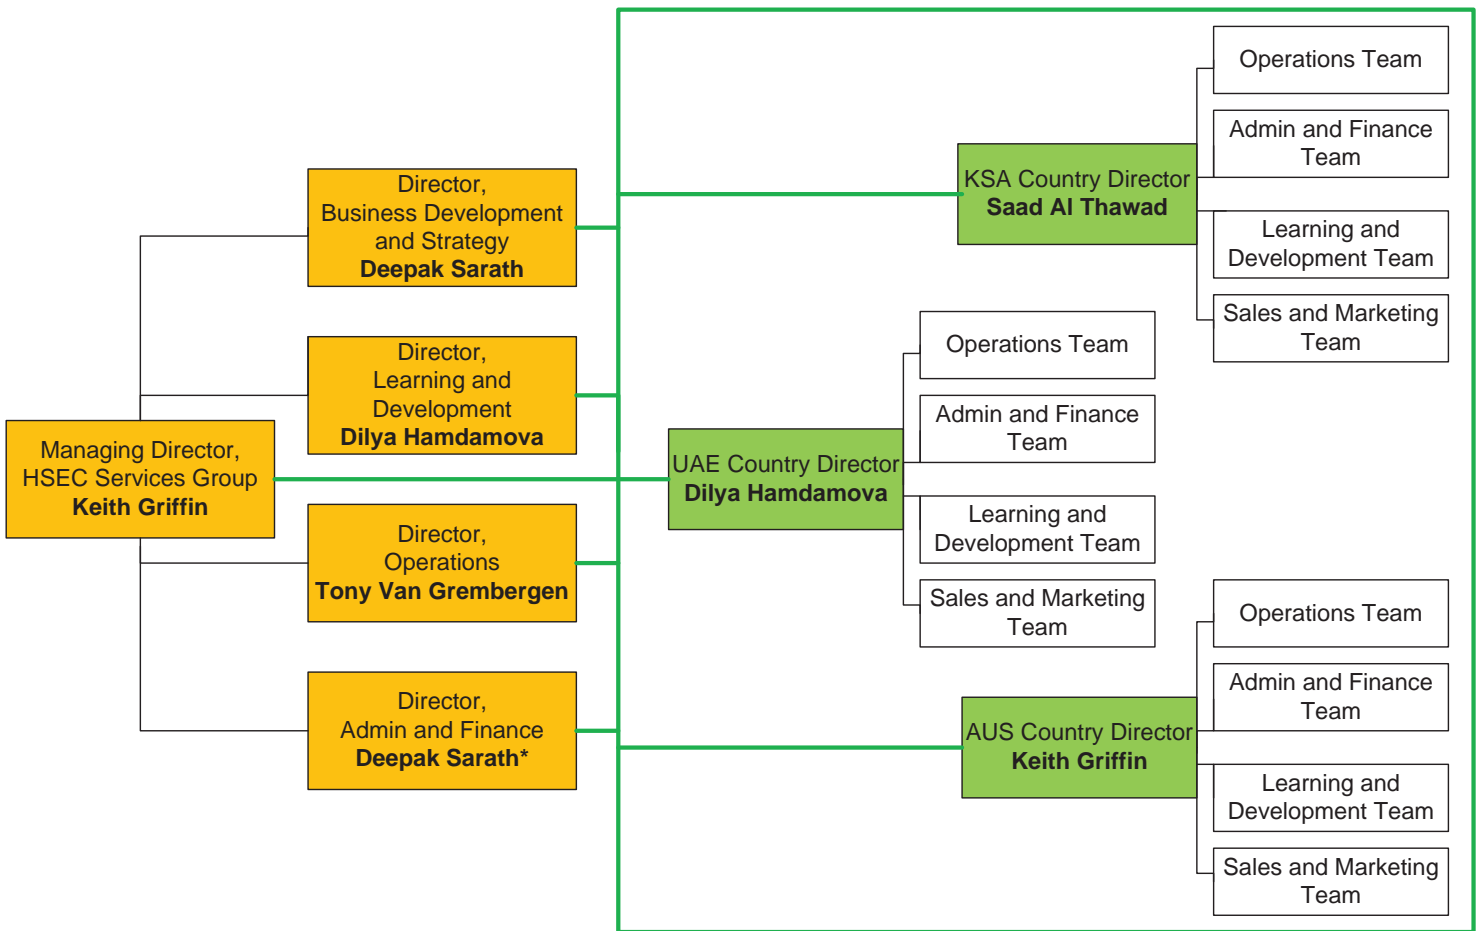 Managing Director,
HSEC Services Group
Keith Griffin
Director,
Business Development
and Strategy
Deepak Sarath
Director,
Learning and
Development
Dilya Hamdamova
Director,
Operations
Tony Van Grembergen
Director,
Admin and Finance
Deepak Sarath*
KSA Country Director
Saad Al Thawad
Operations Team
Admin and Finance
Team
Learning and
Development Team
Sales and Marketing
Team
UAE Country Director
Dilya Hamdamova
Operations Team
Admin and Finance
Team
Learning and
Development Team
Sales and Marketing
Team
AUS Country Director
Keith Griffin
Operations Team
Admin and Finance
Team
Learning and
Development Team
Sales and Marketing
Team